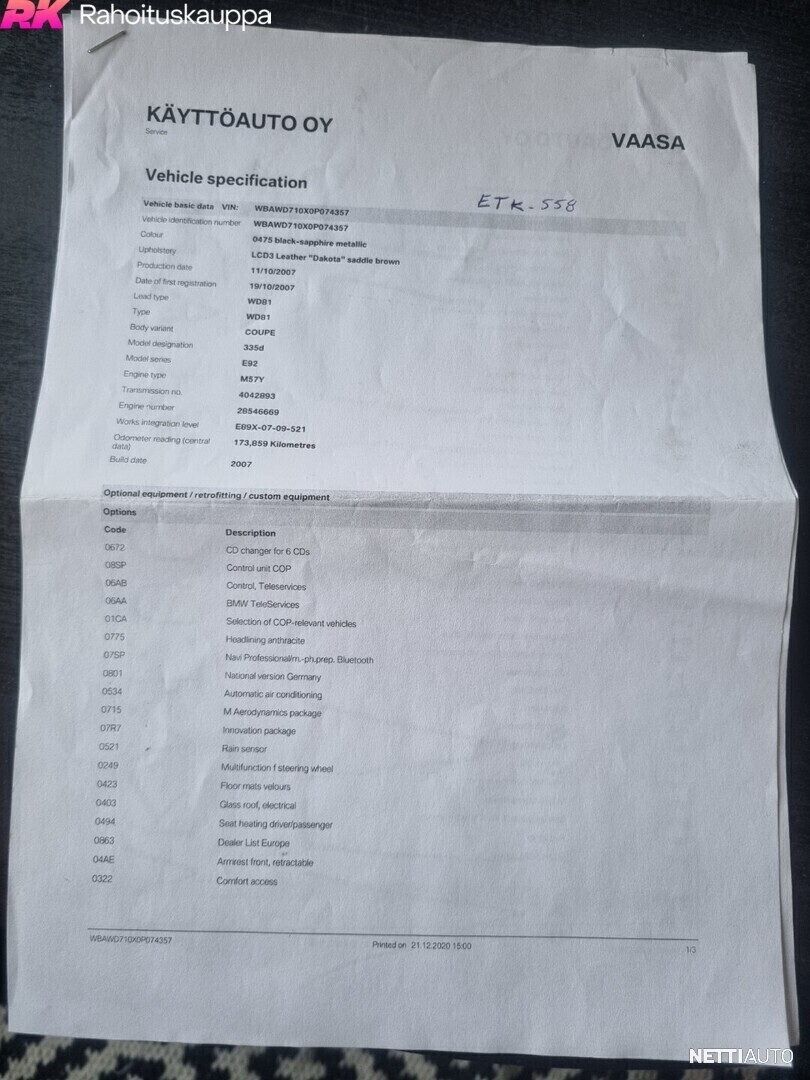 RK Rahoituskauppa
KÄYTTÖAUTO OY
Service
VAASA
Vehicle specification
ETK-558
Vehicle basic data VIN: WBAWD710X0P074357
Vehicle identification number WBAWD710X0P074357
Colour 0475 black-sapphire metallic
Upholstery LCD3 Leather "Dakota" saddle brown
Production date 11/10/2007
Date of first registration 19/10/2007
Lead type WD81
Type WD81
Body variant COUPE
Model designation 335d
Model series E92
Engine type M57Y
Transmission no. 4042893
Engine number 28546669
Works integration level E89X-07-09-521
Odometer reading (central data) 173,859 Kilometres
Build date 2007
Optional equipment / retrofitting / custom equipment
Options
Code Description
0672 CD changer for 6 CDs
08SP Control unit COP
06AB Control, Teleservices
06AA BMW TeleServices
01CA Selection of COP-relevant vehicles
0775 Headlining anthracite
07SP Navi Professional/m.-ph.prep. Bluetooth
0801 National version Germany
0534 Automatic air conditioning
0715 M Aerodynamics package
07R7 Innovation package
0521 Rain sensor
0249 Multifunction f steering wheel
0423 Floor mats velours
0403 Glass roof, electrical
0494 Seat heating driver/passenger
0863 Dealer List Europe
04AE Armrest front, retractable
0322 Comfort access
WBAWD710X0P074357 Printed on 21.12.2020 15:00 1/3
NETTIAUTO